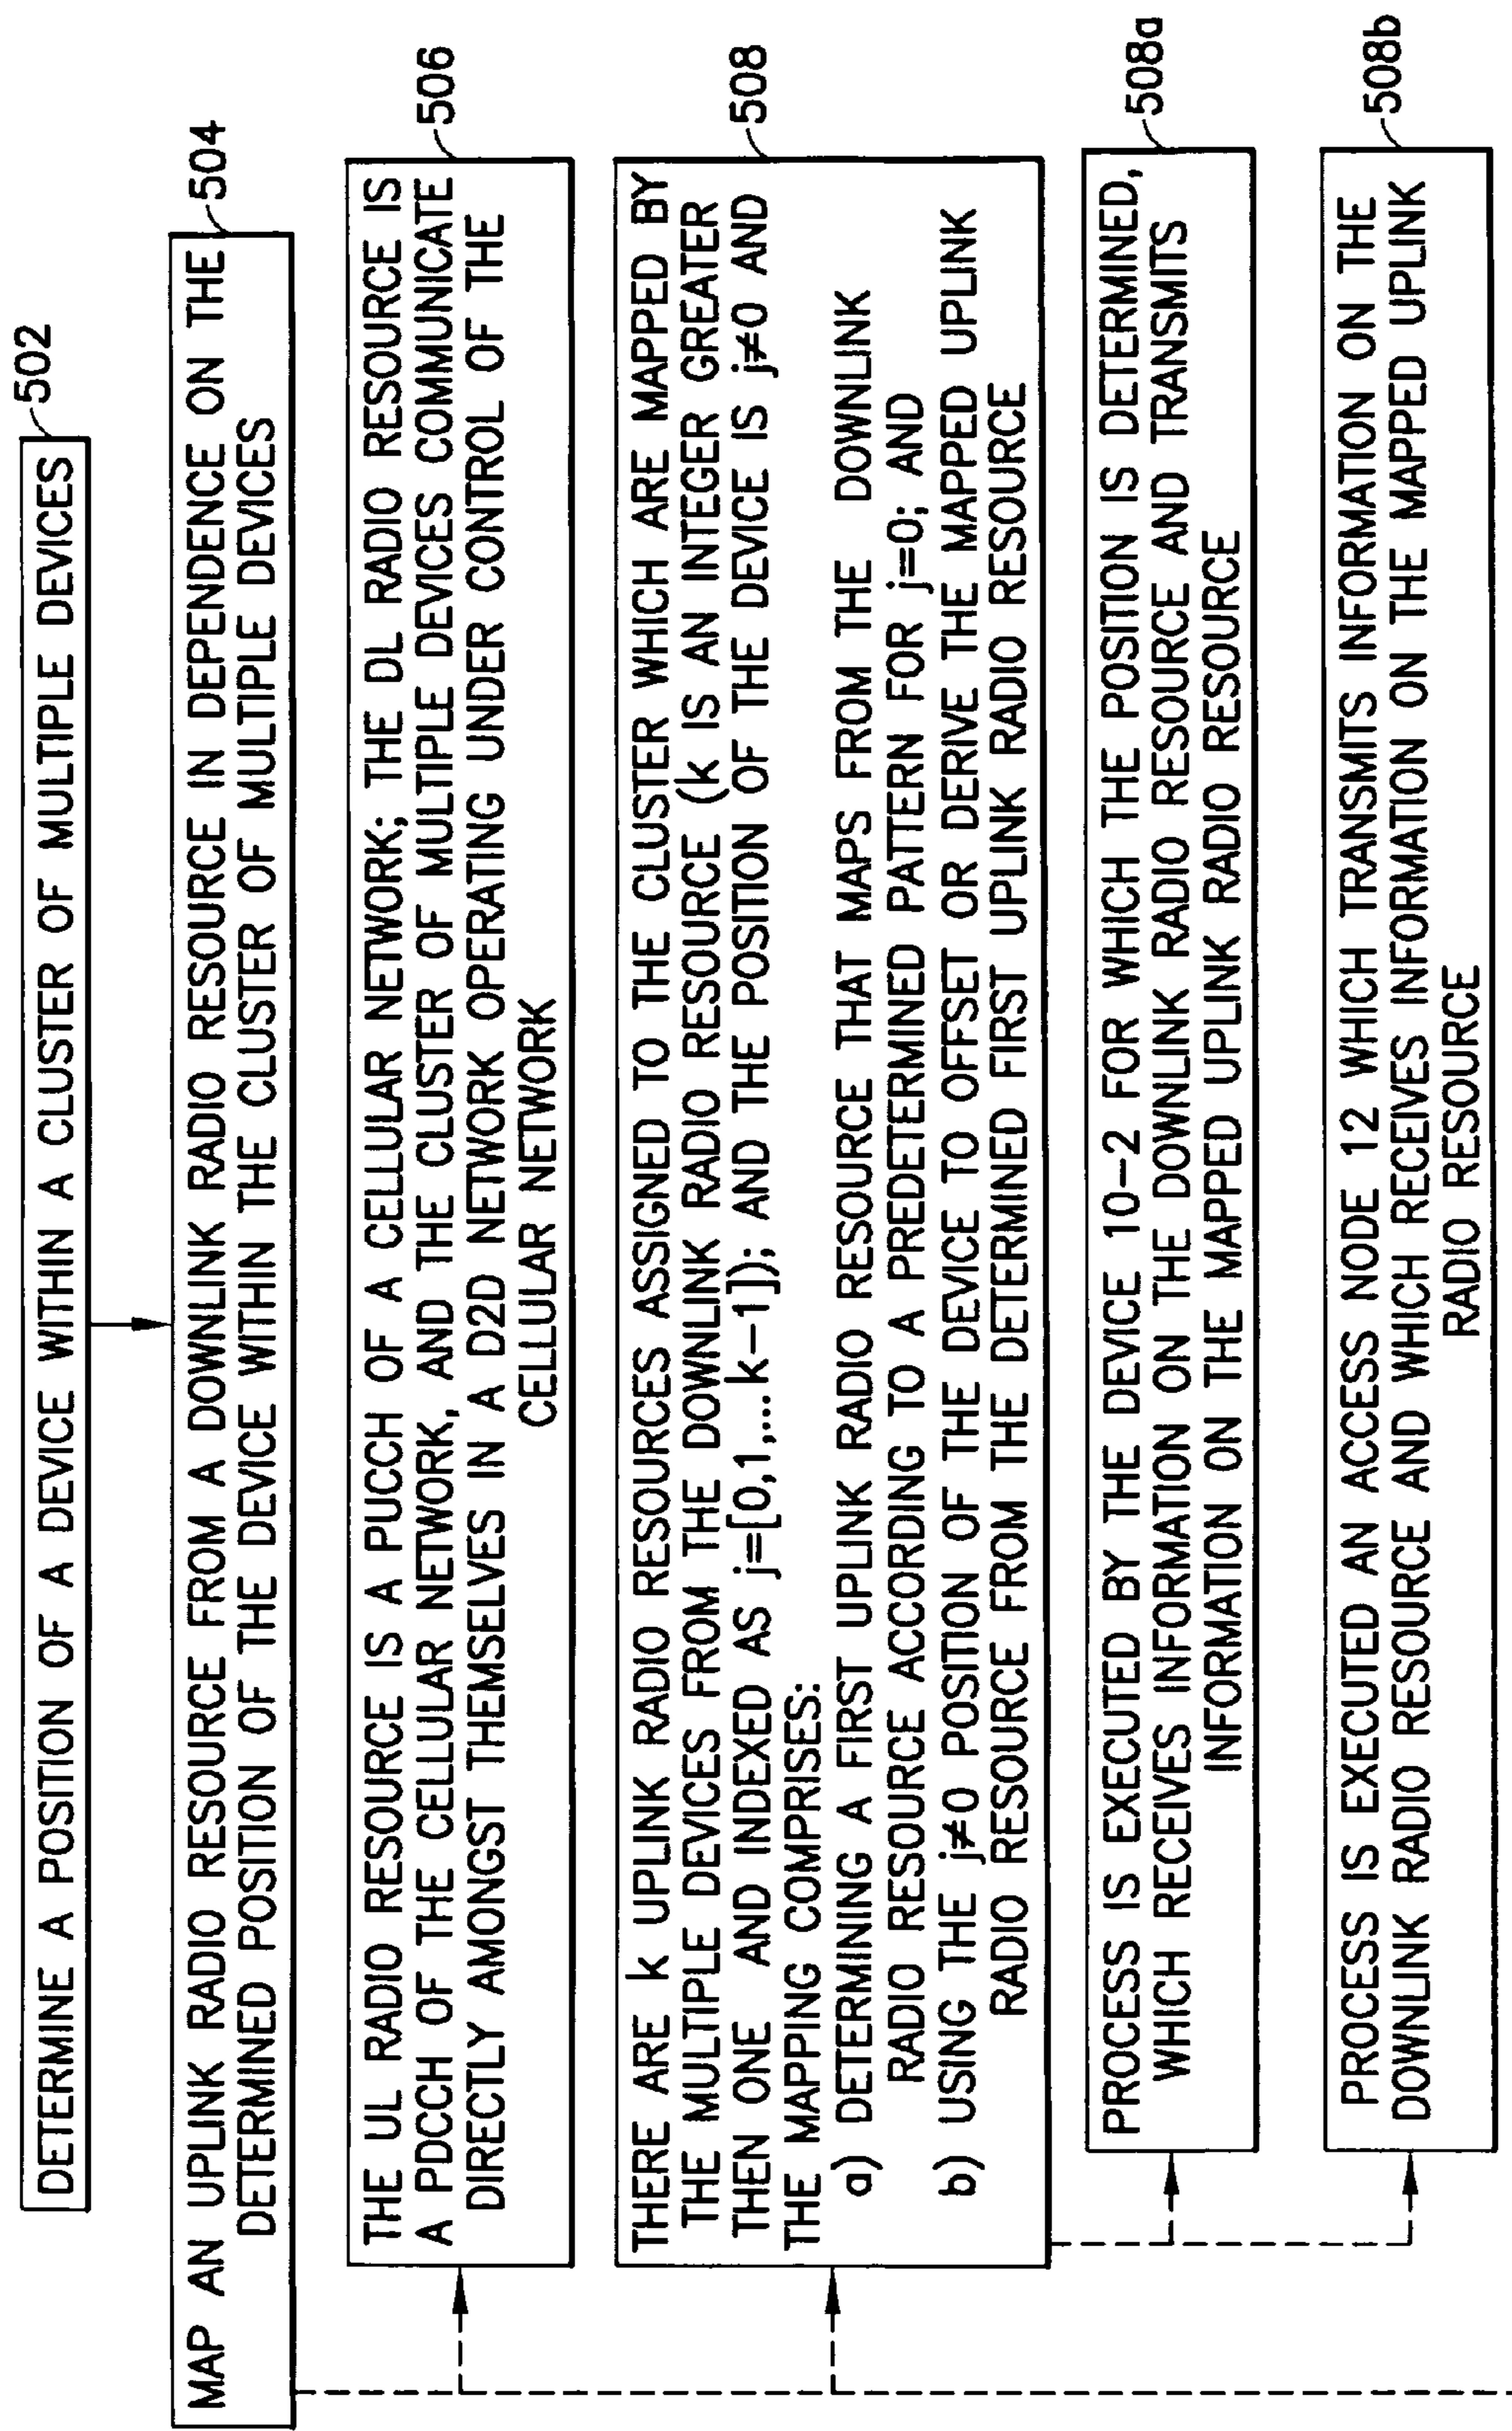 502
DETERMINE A POSITION OF A DEVICE WITHIN A CLUSTER OF MULTIPLE DEVICES
504
MAP AN UPLINK RADIO RESOURCE FROM A DOWNLINK RADIO RESOURCE IN DEPENDENCE ON THE
DETERMINED POSITION OF THE DEVICE WITHIN THE CLUSTER OF MULTIPLE DEVICES
506
THE UL RADIO RESOURCE IS A PUCCH OF A CELLULAR NETWORK; THE DL RADIO RESOURCE IS
A PDCCH OF THE CELLULAR NETWORK, AND THE CLUSTER OF MULTIPLE DEVICES COMMUNICATE
DIRECTLY AMONGST THEMSELVES IN A D2D NETWORK OPERATING UNDER CONTROL OF THE
CELLULAR NETWORK
508
THERE ARE k UPLINK RADIO RESOURCES ASSIGNED TO THE CLUSTER WHICH ARE MAPPED BY
THE MULTIPLE DEVICES FROM THE DOWNLINK RADIO RESOURCE (k IS AN INTEGER GREATER
THEN ONE AND INDEXED AS j=[0,1,...k-1]); AND THE POSITION OF THE DEVICE IS j≠0 AND
THE MAPPING COMPRISES:
a) DETERMINING A FIRST UPLINK RADIO RESOURCE THAT MAPS FROM THE DOWNLINK
RADIO RESOURCE ACCORDING TO A PREDETERMINED PATTERN FOR j=0; AND
b) USING THE j≠0 POSITION OF THE DEVICE TO OFFSET OR DERIVE THE MAPPED UPLINK
RADIO RESOURCE FROM THE DETERMINED FIRST UPLINK RADIO RESOURCE
508a
PROCESS IS EXECUTED BY THE DEVICE 10-2 FOR WHICH THE POSITION IS DETERMINED,
WHICH RECEIVES INFORMATION ON THE DOWNLINK RADIO RESOURCE AND TRANSMITS
INFORMATION ON THE MAPPED UPLINK RADIO RESOURCE
508b
PROCESS IS EXECUTED AN ACCESS NODE 12 WHICH TRANSMITS INFORMATION ON THE
DOWNLINK RADIO RESOURCE AND WHICH RECEIVES INFORMATION ON THE MAPPED UPLINK
RADIO RESOURCE